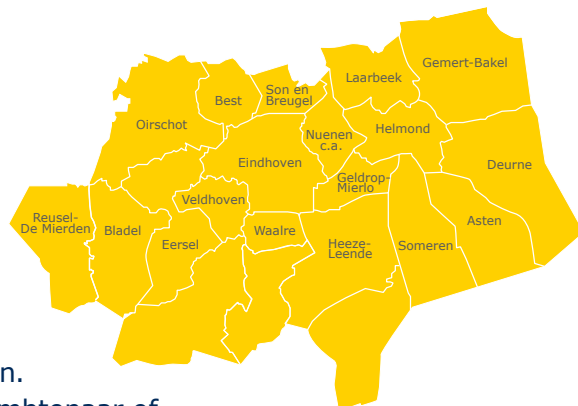 Gemert-Bakel
Laarbeek
Son en
Breugel
Best
Oirschot
Helmond
Nuenen
c.a.
Eindhoven
Deurne
Geldrop-
Mierlo
Veldhoven
Reusel-
De Mierden
Bladel
Eersel
Waalre
Heeze-
Leende
Someren
Asten
n.
of